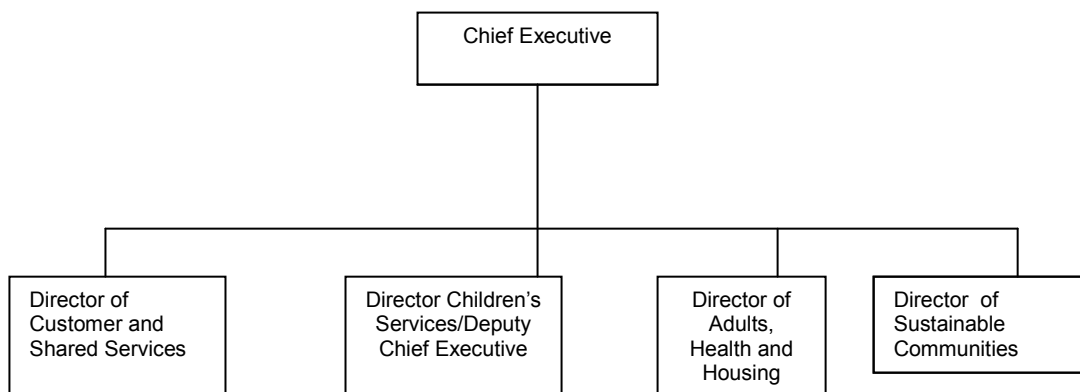 Chief Executive
Director of
Customer and
Shared Services
Director Children’s
Services/Deputy
Chief Executive
Director of
Adults,
Health and
Housing
Director of
Sustainable
Communities